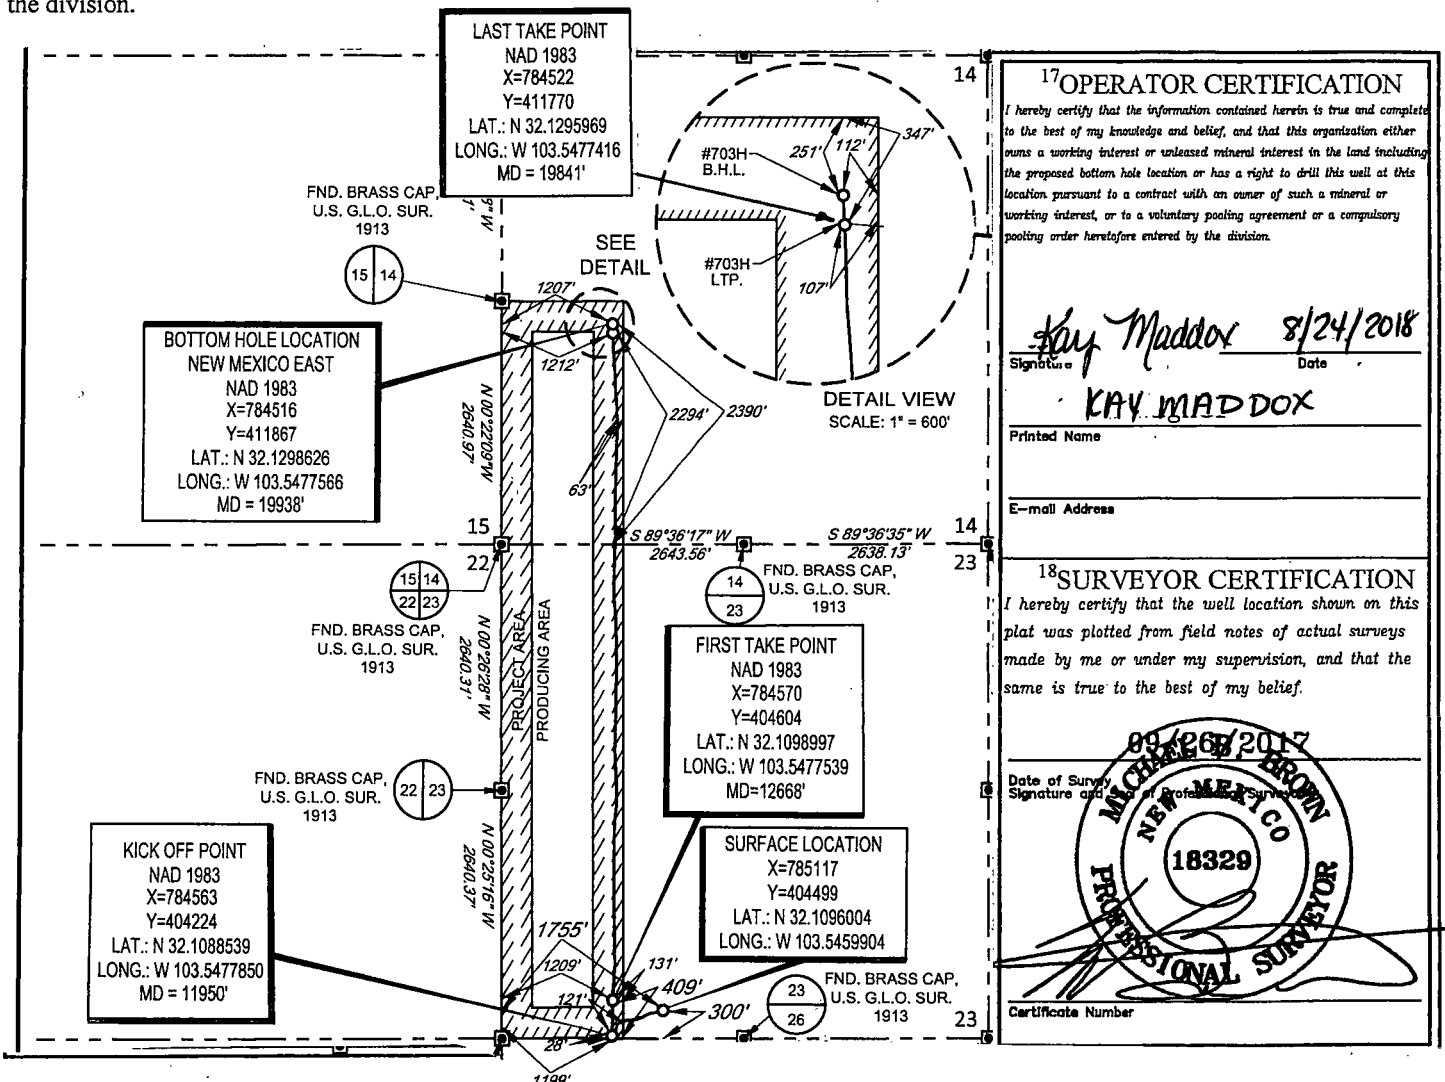 the division.
LAST TAKE POINT
NAD 1983
X=784522
Y=411770
LAT.: N 32.1295969
LONG.: W 103.5477416
MD = 19841'
14
347'
251'
112'
#703H
B.H.L.
#703H
LTP.
107'
DETAIL VIEW
SCALE: 1" = 600'
FND. BRASS CAP,
U.S. G.L.O. SUR.
1913
15 14
SEE
DETAIL
1207'
1212'
BOTTOM HOLE LOCATION
NEW MEXICO EAST
NAD 1983
X=784516
Y=411867
LAT.: N 32.1298626
LONG.: W 103.5477566
MD = 19938'
N 00°22'09"W
2640.97'
2294'
2390'
63'
15
14
S 89°36'17" W
2643.56'
S 89°36'35" W
2638.13'
22
23
15 14
22 23
FND. BRASS CAP,
U.S. G.L.O. SUR.
1913
14
23
FND. BRASS CAP,
U.S. G.L.O. SUR.
1913
N 00°26'28" W
2640.31'
PROJECT AREA
PRODUCING AREA
FIRST TAKE POINT
NAD 1983
X=784570
Y=404604
LAT.: N 32.1098997
LONG.: W 103.5477539
MD=12668'
FND. BRASS CAP,
U.S. G.L.O. SUR.
1913
22 23
KICK OFF POINT
NAD 1983
X=784563
Y=404224
LAT.: N 32.1088539
LONG.: W 103.5477850
MD = 11950'
N 00°25'16" W
2640.37'
SURFACE LOCATION
X=785117
Y=404499
LAT.: N 32.1096004
LONG.: W 103.5459904
1755'
1209'
131'
121'
409'
300'
28'
1199'
23
26
FND. BRASS CAP,
U.S. G.L.O. SUR.
1913
23
17 OPERATOR CERTIFICATION
I hereby certify that the information contained herein is true and complete
to the best of my knowledge and belief, and that this organization either
owns a working interest or unleased mineral interest in the land including
the proposed bottom hole location or has a right to drill this well at this
location pursuant to a contract with an owner of such a mineral or
working interest, or to a voluntary pooling agreement or a compulsory
pooling order heretofore entered by the division.
Kay Maddox 8/24/2018
Signature Date
KAY MADDOX
Printed Name
E-mail Address
18 SURVEYOR CERTIFICATION
I hereby certify that the well location shown on this
plat was plotted from field notes of actual surveys
made by me or under my supervision, and that the
same is true to the best of my belief.
09/26/2017
Date of Survey
Signature and Seal of Professional Surveyor
MICHAEL B. BROWN
NEW MEXICO
18329
PROFESSIONAL SURVEYOR
Certificate Number